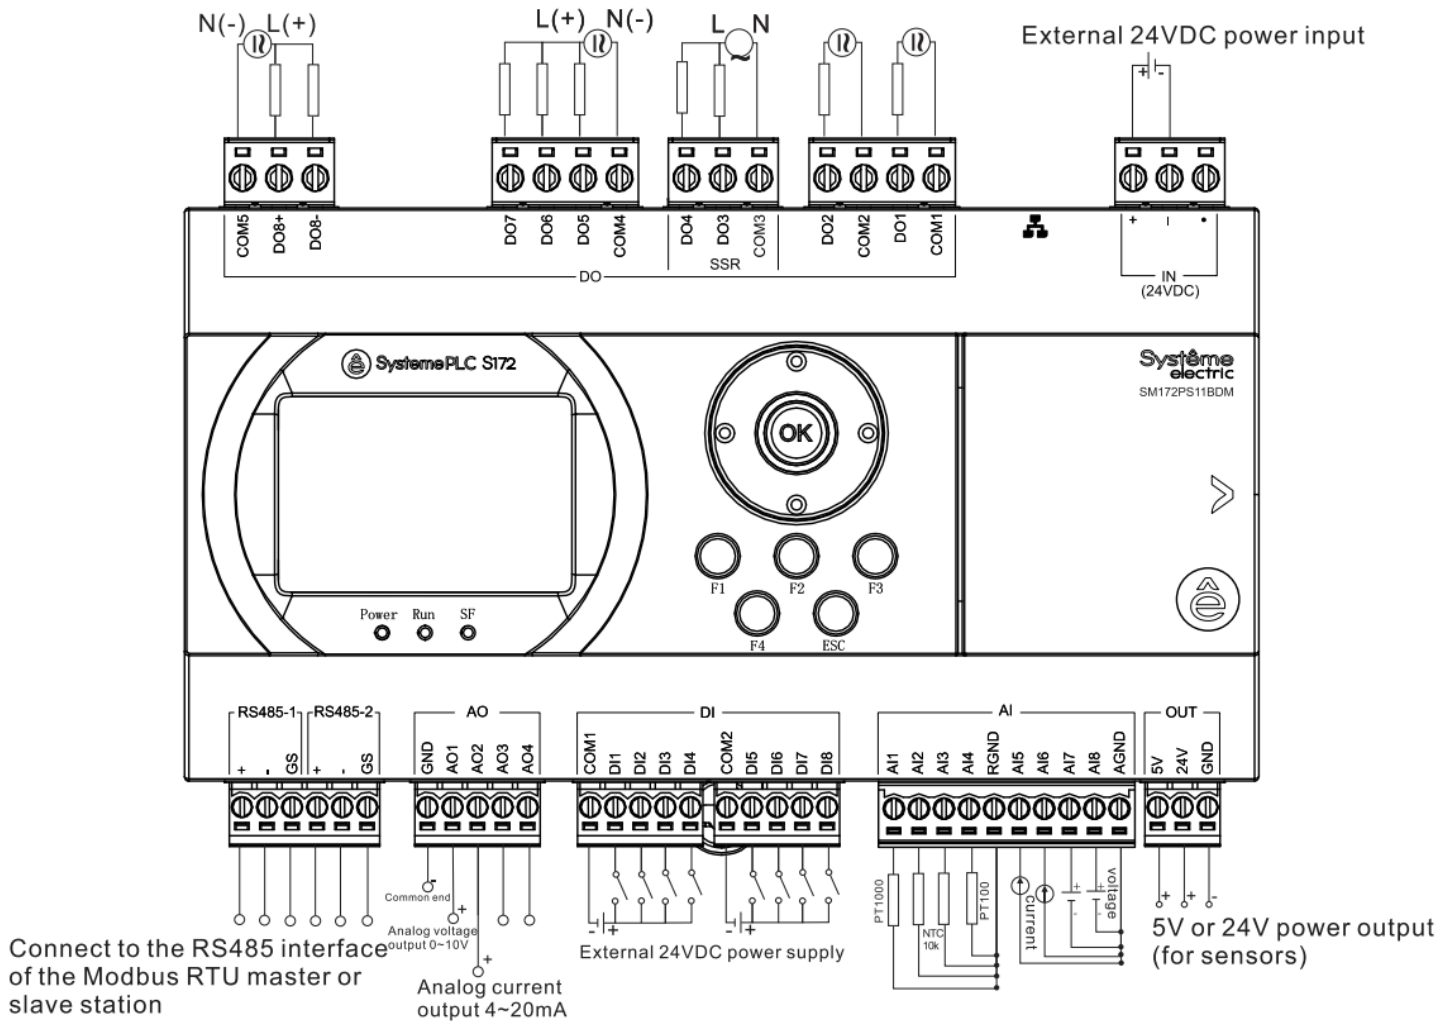 N(-) L(+)
L(+) N(-)
L N
External 24VDC power input
+ -
COM5 DO8+ DO8- DO7 DO6 DO5 COM4 DO4 DO3 COM3 DO2 COM2 DO1 COM1
+ -
SSR
DO
IN
(24VDC)
ê SystemePLC S172
Système
electric
SM172PS11BDM
OK
F1 F2 F3
F4 ESC
ê
Power Run SF
RS485-1 RS485-2 AO DI AI OUT
+ - GS + - GS
GND AO1 AO2 AO3 AO4
COM1 DI1 DI2 DI3 DI4 COM2 DI5 DI6 DI7 DI8
AI1 AI2 AI3 AI4 RGND AI5 AI6 AI7 AI8 AGND
5V 24V GND
-
Common end
+
Analog voltage
output 0~10V
+
Analog current
output 4~20mA
- + - +
External 24VDC power supply
PT1000
NTC
10k
PT100
current
+ - + -
voltage
+ + -
5V or 24V power output
(for sensors)
Connect to the RS485 interface
of the Modbus RTU master or
slave station